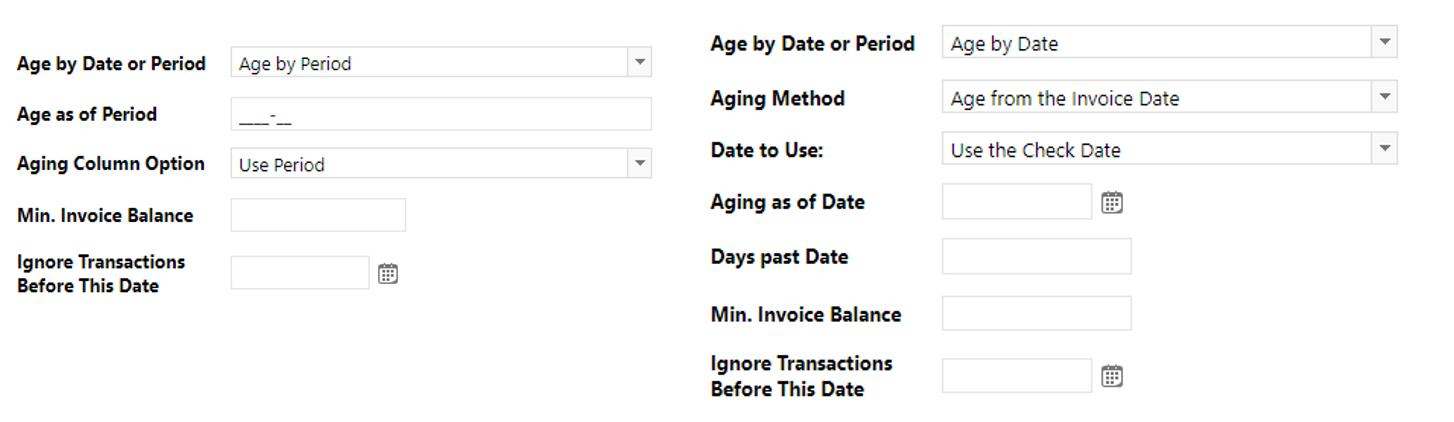 Age by Date or Period Age by Period
Age as of Period ____-__
Aging Column Option Use Period
Min. Invoice Balance
Ignore Transactions
Before This Date
Age by Date or Period Age by Date
Aging Method Age from the Invoice Date
Date to Use: Use the Check Date
Aging as of Date
Days past Date
Min. Invoice Balance
Ignore Transactions
Before This Date